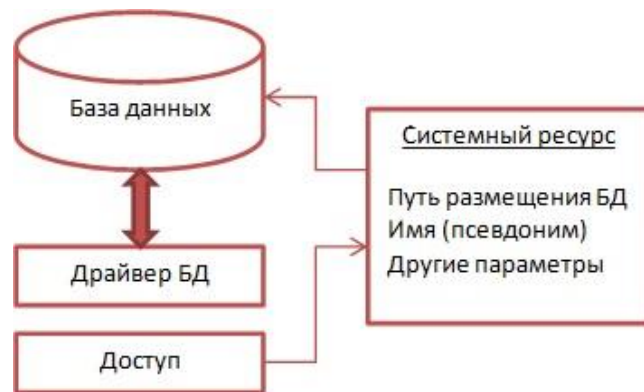 База данных
Системный ресурс
Путь размещения БД
Имя (псевдоним)
Другие параметры
Драйвер БД
Доступ